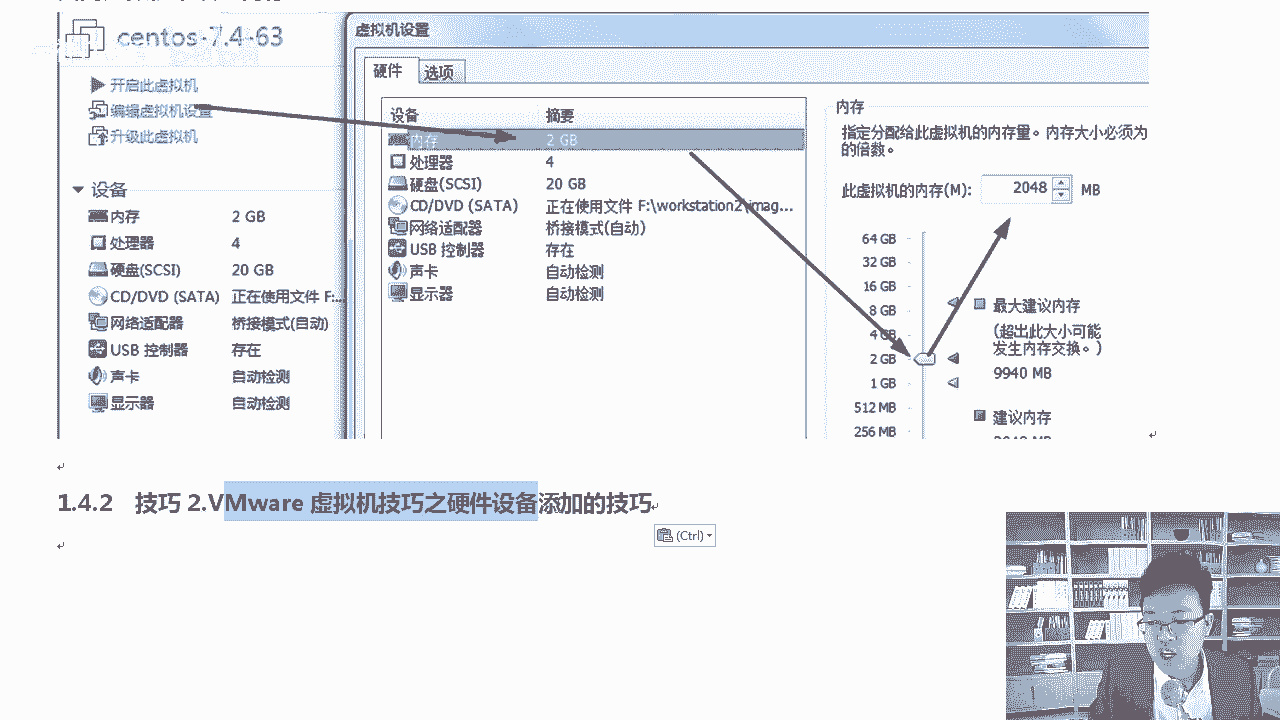 centos-7.4-63
开启此虚拟机
编辑虚拟机设置
升级此虚拟机
设备
内存 2 GB
处理器 4
硬盘(SCSI) 20 GB
CD/DVD (SATA) 正在使用文件 F:...
网络适配器 桥接模式(自动)
USB 控制器 存在
声卡 自动检测
显示器 自动检测
虚拟机设置
硬件 选项
设备 摘要
内存 2 GB
处理器 4
硬盘(SCSI) 20 GB
CD/DVD (SATA) 正在使用文件 F:\workstation2\imag...
网络适配器 桥接模式(自动)
USB 控制器 存在
声卡 自动检测
显示器 自动检测
内存
指定分配给此虚拟机的内存量。内存大小必须为
的倍数。
此虚拟机的内存(M): 2048 MB
64 GB
32 GB
16 GB
8 GB
4 GB
2 GB
1 GB
512 MB
256 MB
最大建议内存
(超出此大小可能
发生内存交换。)
9940 MB
建议内存
1.4.2 技巧 2.VMware 虚拟机技巧之硬件设备添加的技巧
(Ctrl)